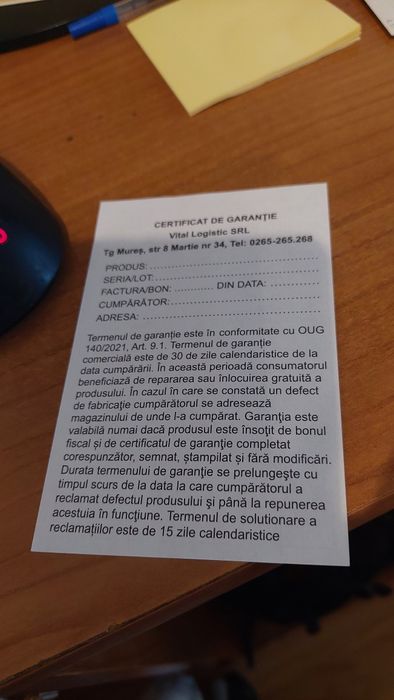 CERTIFICAT DE GARANȚIE
Vital Logistic SRL
Tg Mureș, str 8 Martie nr 34, Tel: 0265-265.268
PRODUS: ..................................................
SERIA/LOT: ..................................................
FACTURA/BON: ............ DIN DATA: ...............
CUMPĂRĂTOR: .............................................
ADRESA: ..................................................
Termenul de garanție este în conformitate cu OUG
140/2021, Art. 9.1. Termenul de garanție
comercială este de 30 de zile calendaristice de la
data cumpărării. În această perioadă consumatorul
beneficiază de repararea sau înlocuirea gratuită a
produsului. În cazul în care se constată un defect
de fabricație cumpărătorul se adresează
magazinului de unde l-a cumpărat. Garanția este
valabilă numai dacă produsul este însoțit de bonul
fiscal și de certificatul de garanție completat
corespunzător, semnat, ștampilat și fără modificări.
Durata termenului de garanție se prelungește cu
timpul scurs de la data la care cumpărătorul a
reclamat defectul produsului și până la repunerea
acestuia în funcțiune. Termenul de solutionare a
reclamațiilor este de 15 zile calendaristice